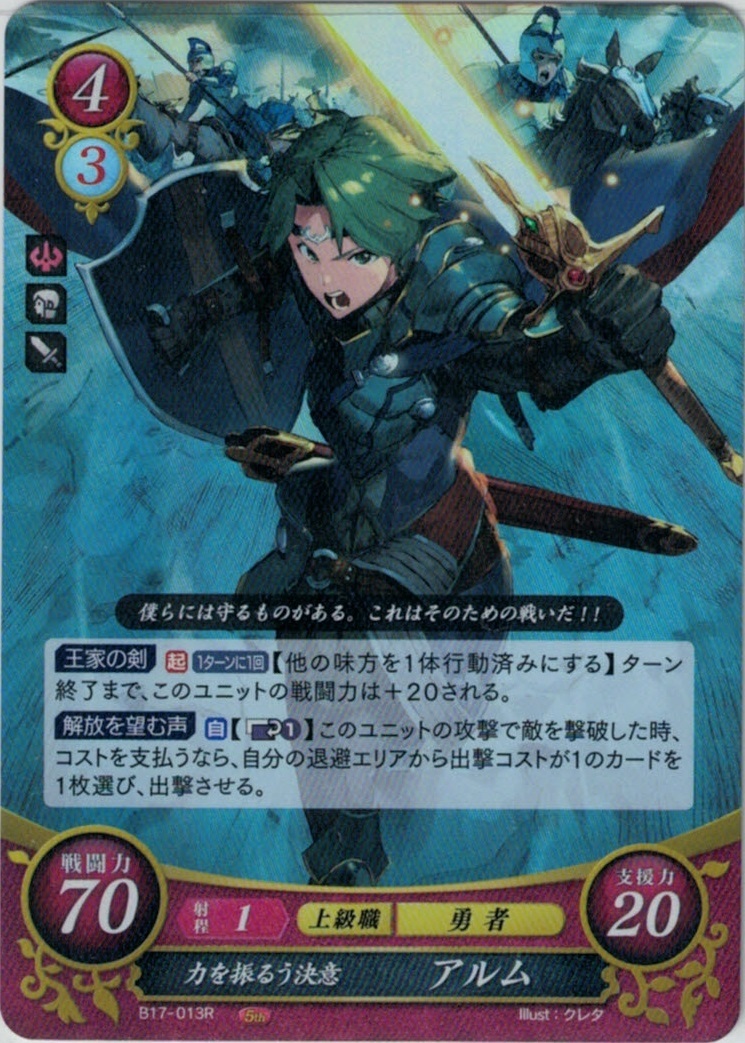 4
3
僕らには守るものがある。これはそのための戦いだ!!
王家の剣 起 1ターンに1回【他の味方を1体行動済みにする】ターン
終了まで、このユニットの戦闘力は+20される。
解放を望む声 自【1】このユニットの攻撃で敵を撃破した時、
コストを支払うなら、自分の退避エリアから出撃コストが1のカードを
1枚選び、出撃させる。
戦闘力
70
射程 1
上級職
勇者
支援力
20
力を振るう決意 アルム
B17-013R 5th
Illust:クレタ